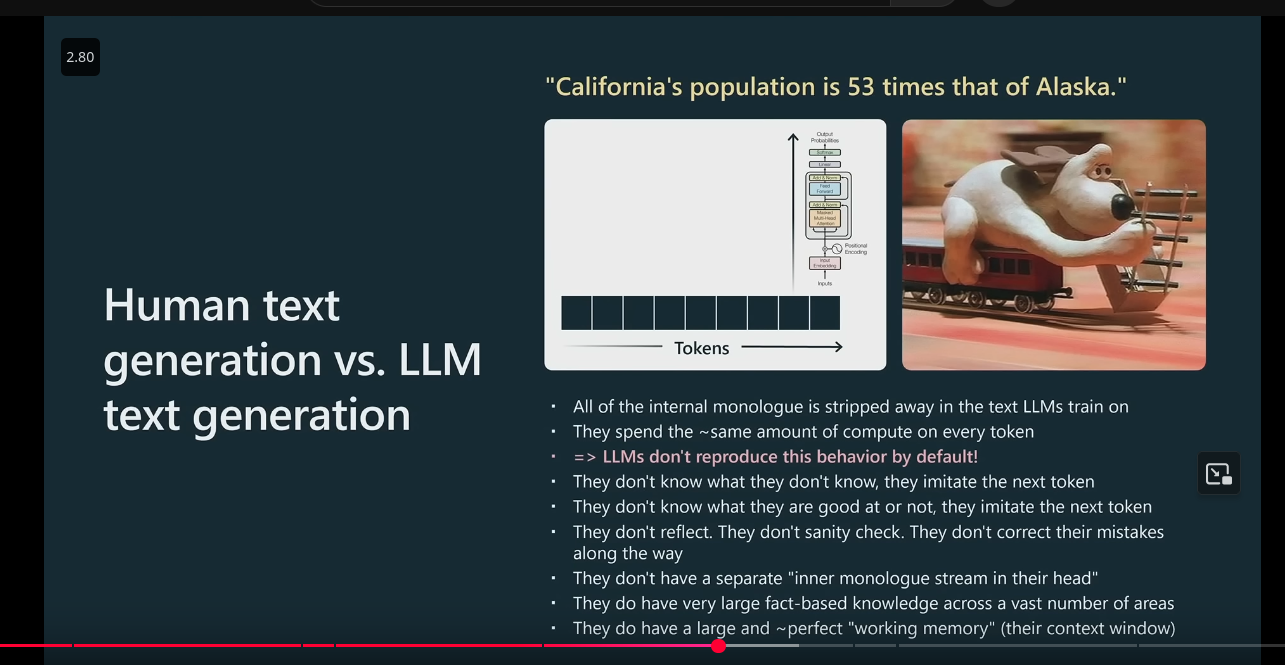 2.80
"California's population is 53 times that of Alaska."
Human text
generation vs. LLM
text generation
Output
Probabilities
Softmax
Linear
Add & Norm
Feed
Forward
Add & Norm
Masked
Multi-Head
Attention
Positional
Encoding
Input
Embedding
Inputs
Tokens
▪ All of the internal monologue is stripped away in the text LLMs train on
▪ They spend the ~same amount of compute on every token
▪ => LLMs don't reproduce this behavior by default!
▪ They don't know what they don't know, they imitate the next token
▪ They don't know what they are good at or not, they imitate the next token
▪ They don't reflect. They don't sanity check. They don't correct their mistakes
along the way
▪ They don't have a separate "inner monologue stream in their head"
▪ They do have very large fact-based knowledge across a vast number of areas
▪ They do have a large and ~perfect "working memory" (their context window)